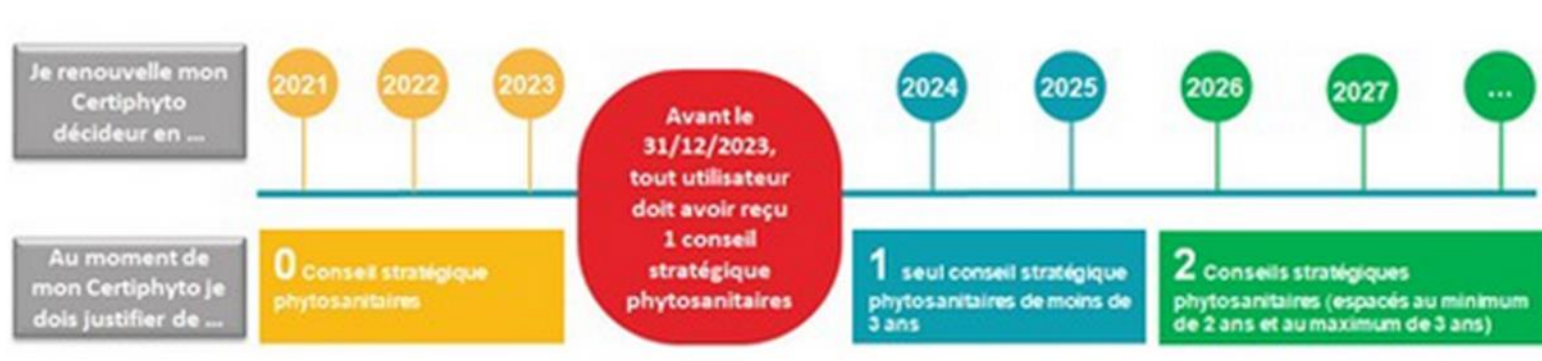 Je renouvelle mon
Certiphyto
décideur en ...
2021
2022
2023
Avant le
31/12/2023,
tout utilisateur
doit avoir reçu
1 conseil
stratégique
phytosanitaires
2024
2025
2026
2027
...
Au moment de
mon Certiphyto je
dois justifier de ...
0 Conseil stratégique
phytosanitaires
1 seul conseil stratégique
phytosanitaires de moins de
3 ans
2 Conseils stratégiques
phytosanitaires (espacés au minimum
de 2 ans et au maximum de 3 ans)